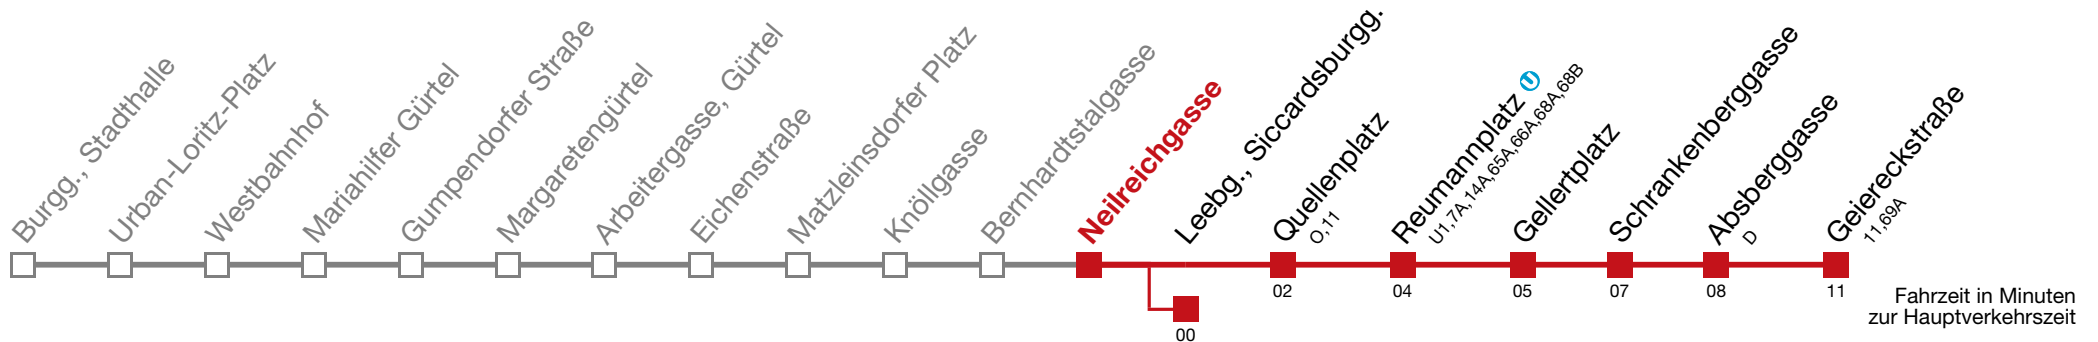 Burgg., Stadthalle
Urban-Loritz-Platz
Westbahnhof
Mariahilfer Gürtel
Gumpendorfer Straße
Margaretengürtel
Arbeitergasse, Gürtel
Eichenstraße
Matzleinsdorfer Platz
Knöllgasse
Bernhardtstalgasse
Neilreichgasse
Leebg., Siccardsburgg.
Quellenplatz
O,11
Reumannplatz U
U1,7A,14A,65A,66A,68A,68B
Gellertplatz
Schrankenberggasse
Absberggasse
D
Geiereckstraße
11,69A
02
04
05
07
08
11
00
Fahrzeit in Minuten
zur Hauptverkehrszeit